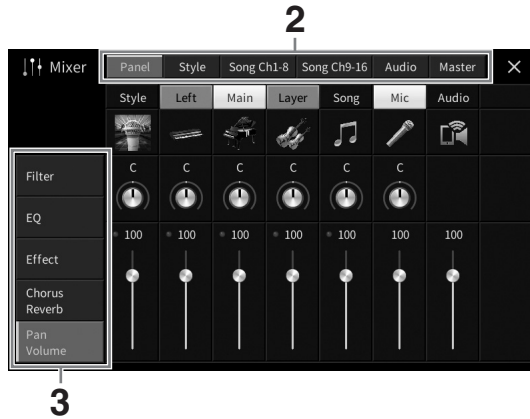 2
Mixer
Panel Style Song Ch1-8 Song Ch9-16 Audio Master ×
Style Left Main Layer Song Mic Audio
Filter
C C C C C C
EQ
100 100 100 100 100 100 100
Effect
Chorus
Reverb
Pan
Volume
3